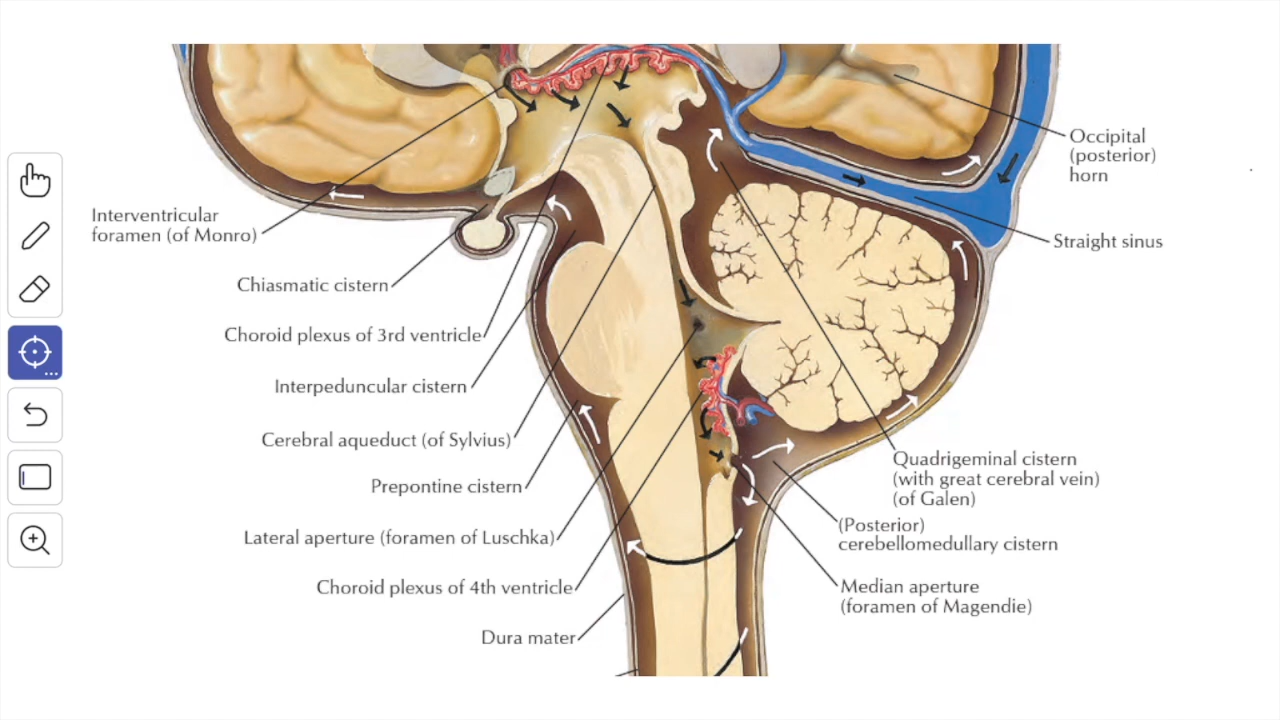 Occipital
(posterior)
horn
Interventricular
foramen (of Monro)
Straight sinus
Chiasmatic cistern
Choroid plexus of 3rd ventricle
Interpeduncular cistern
Cerebral aqueduct (of Sylvius)
Quadrigeminal cistern
(with great cerebral vein)
(of Galen)
Prepontine cistern
(Posterior)
cerebellomedullary cistern
Lateral aperture (foramen of Luschka)
Choroid plexus of 4th ventricle
Median aperture
(foramen of Magendie)
Dura mater